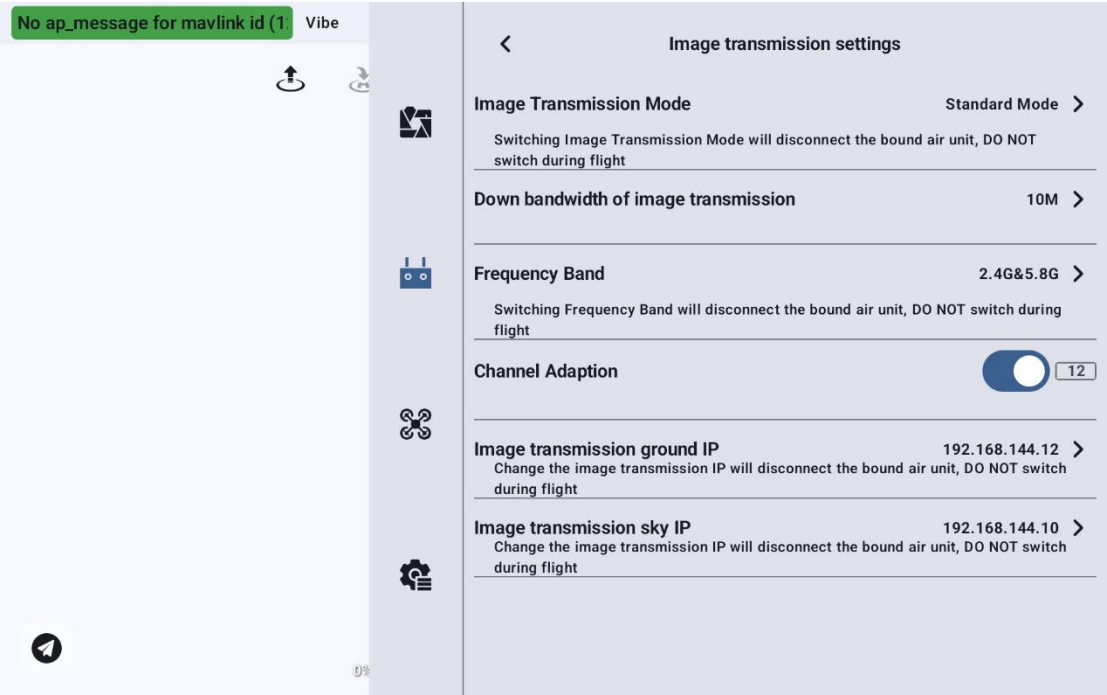 No ap_message for mavlink id (1
Vibe
Image transmission settings
Image Transmission Mode
Standard Mode
Switching Image Transmission Mode will disconnect the bound air unit, DO NOT
switch during flight
Down bandwidth of image transmission
10M
Frequency Band
2.4G&5.8G
Switching Frequency Band will disconnect the bound air unit, DO NOT switch during
flight
Channel Adaption
12
Image transmission ground IP
192.168.144.12
Change the image transmission IP will disconnect the bound air unit, DO NOT switch
during flight
Image transmission sky IP
192.168.144.10
Change the image transmission IP will disconnect the bound air unit, DO NOT switch
during flight
0%